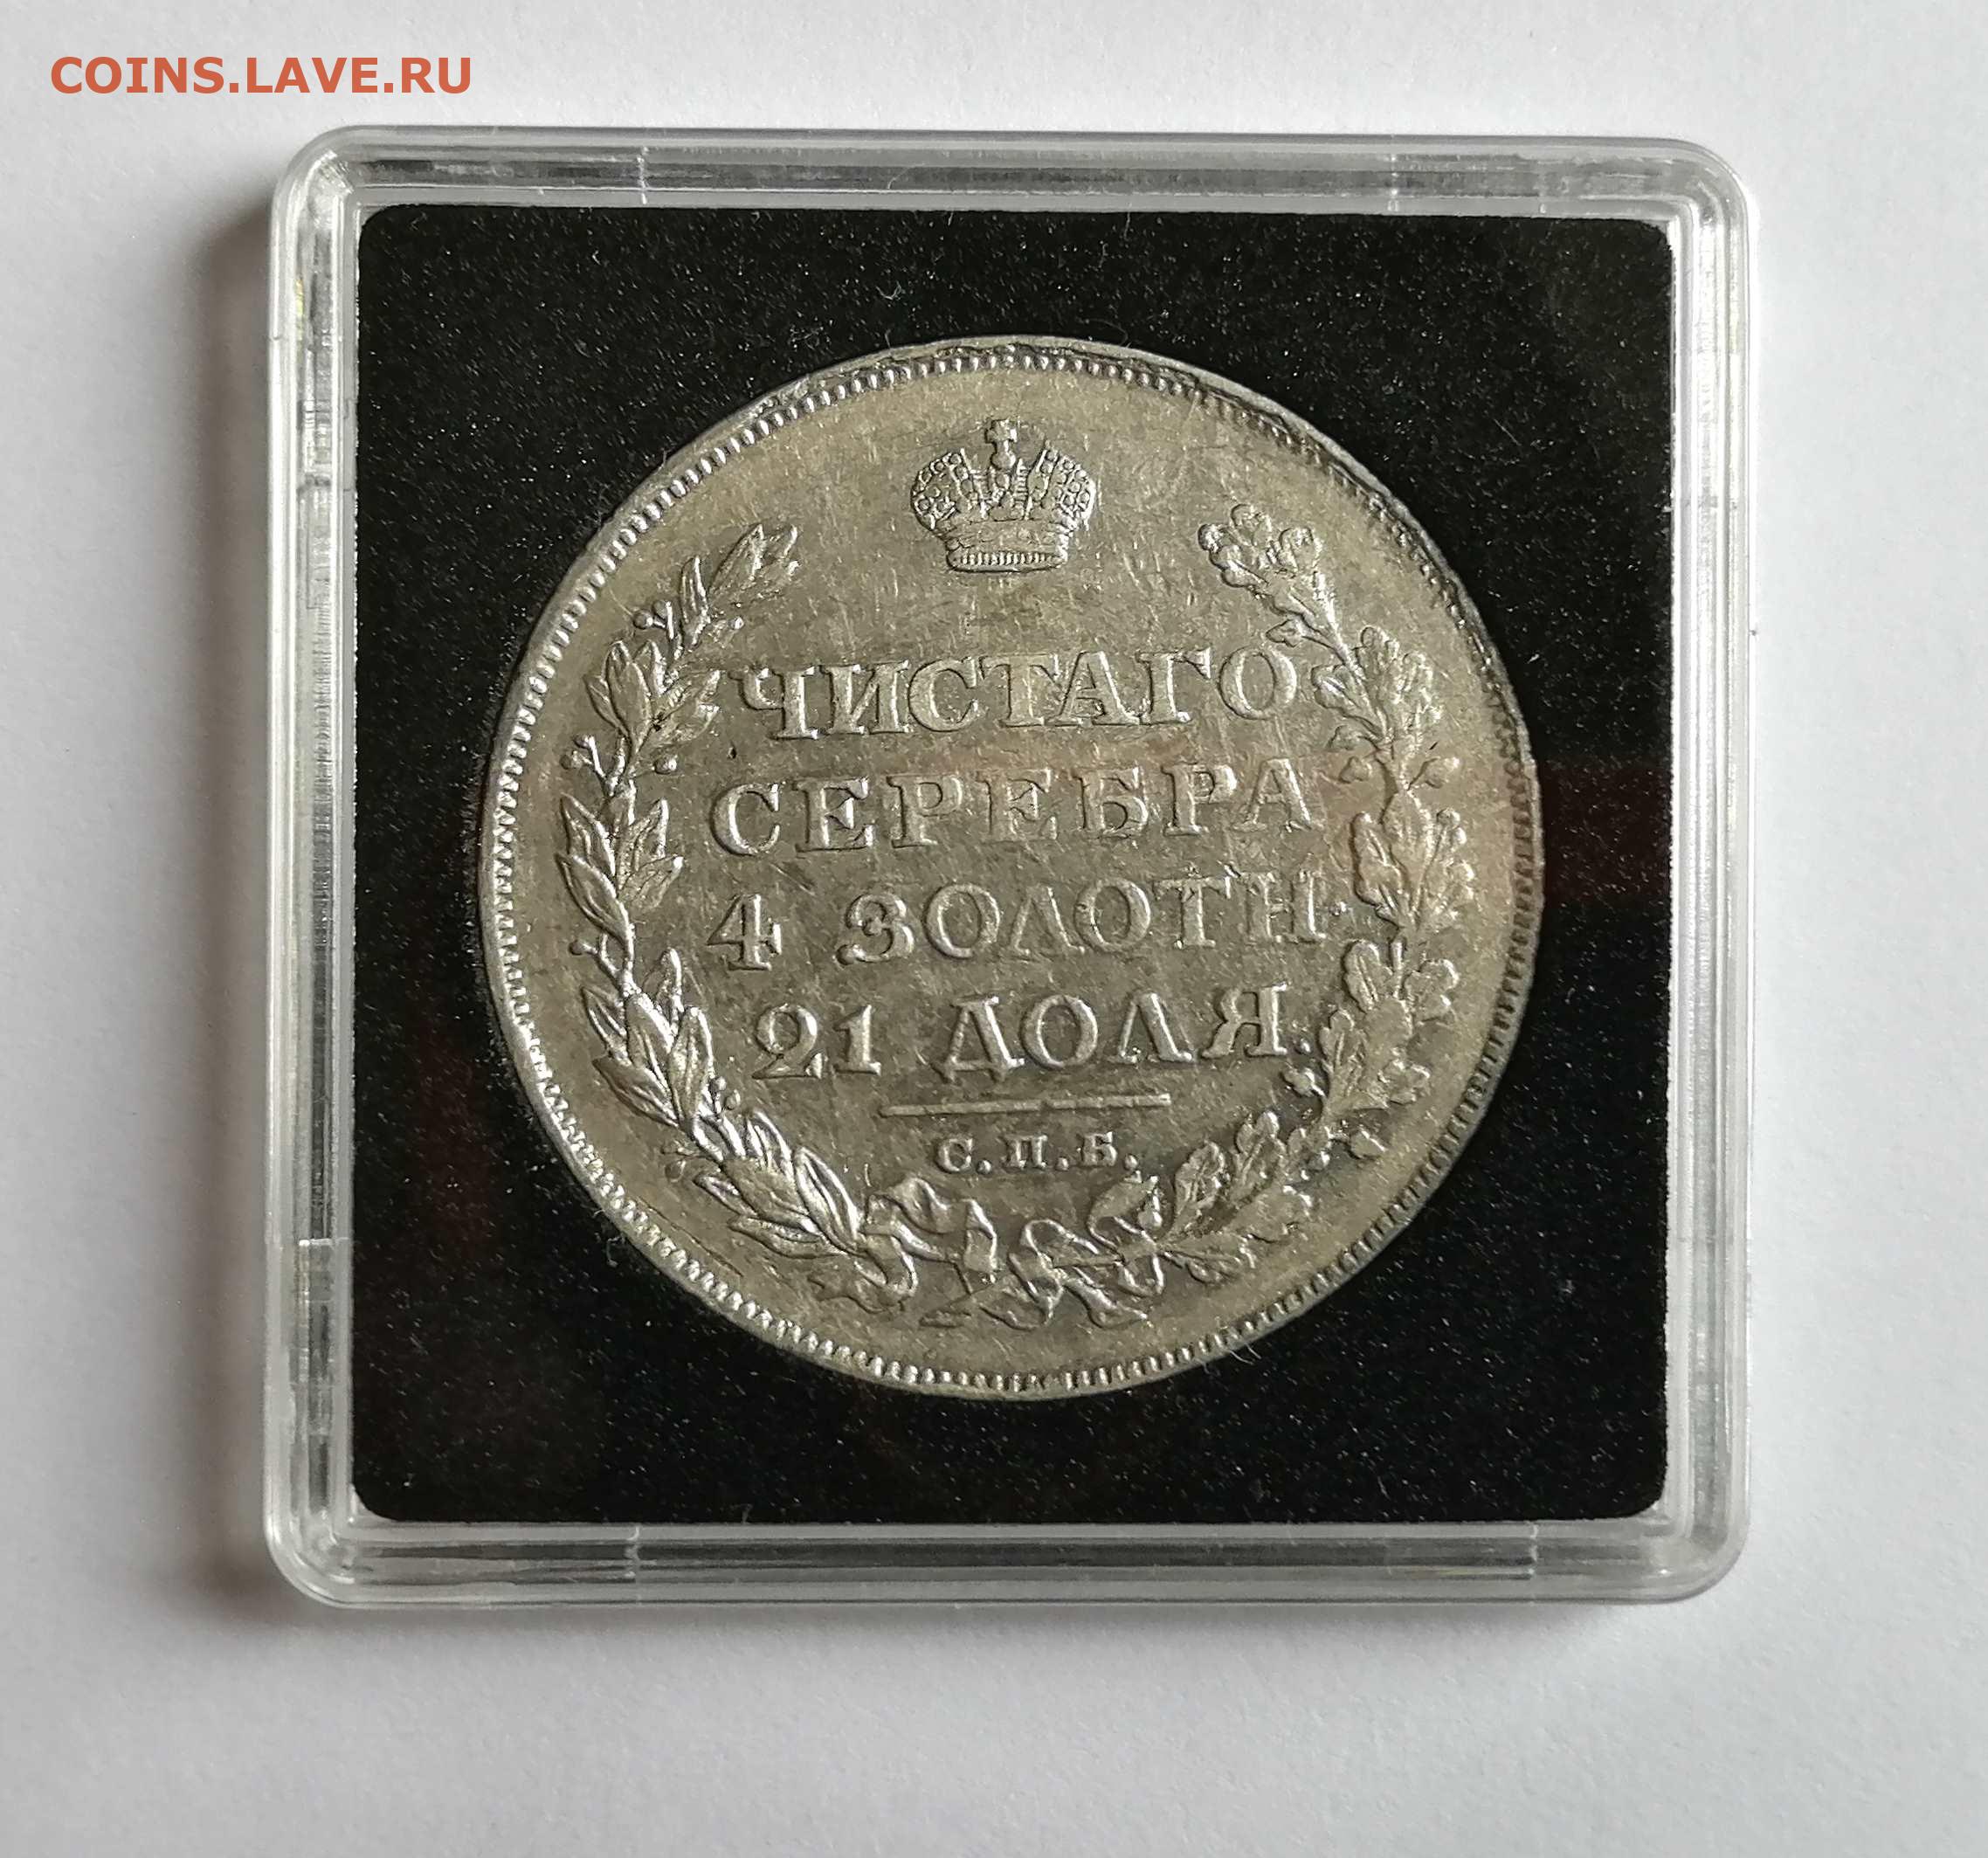 COINS.LAVE.RU
ЧИСТАГО
СЕРЕБРА
4 ЗОЛОТН.
21 ДОЛЯ.
С.П.Б.